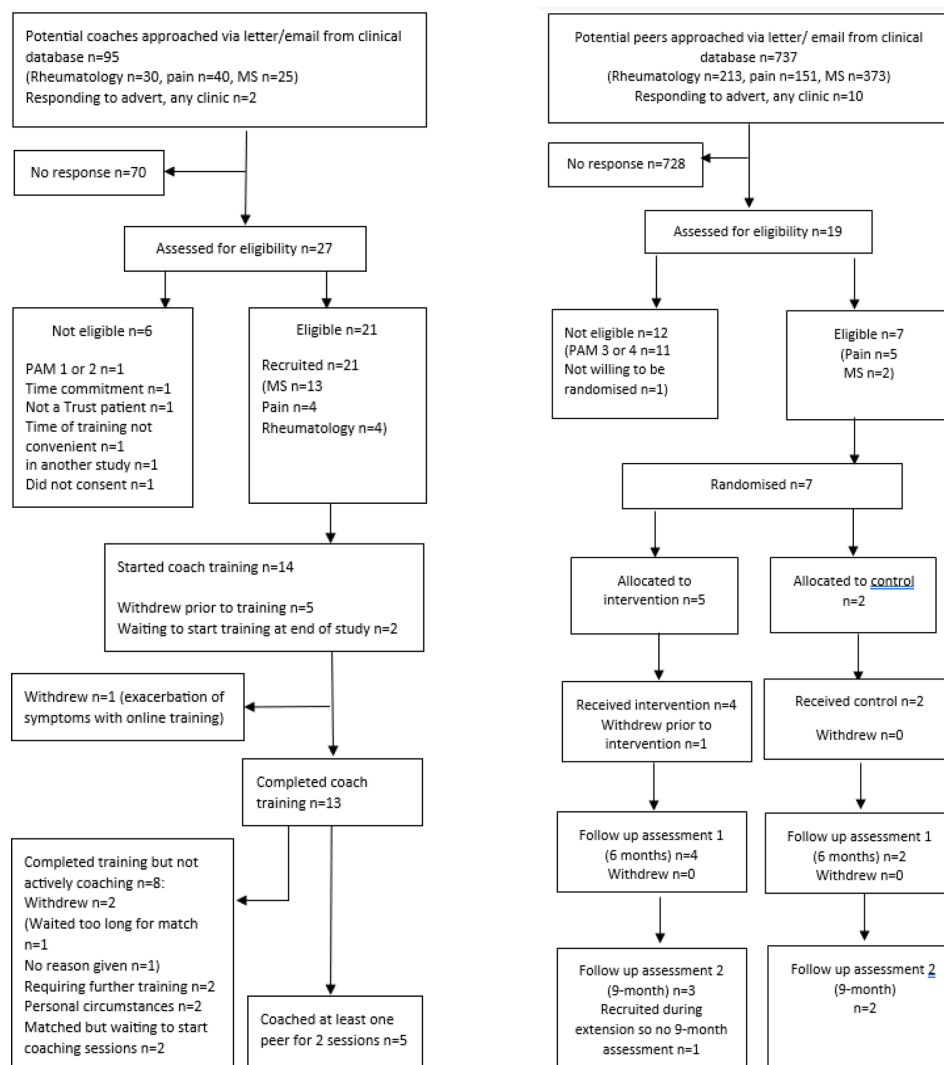 Potential coaches approached via letter/email from clinical
database n=95
(Rheumatology n=30, pain n=40, MS n=25)
Responding to advert, any clinic n=2
No response n=70
Assessed for eligibility n=27
Not eligible n=6
PAM 1 or 2 n=1
Time commitment n=1
Not a Trust patient n=1
Time of training not
convenient n=1
in another study n=1
Did not consent n=1
Eligible n=21
Recruited n=21
(MS n=13
Pain n=4
Rheumatology n=4)
Started coach training n=14
Withdrew prior to training n=5
Waiting to start training at end of study n=2
Withdrew n=1 (exacerbation of
symptoms with online training)
Completed coach
training n=13
Completed training but not
actively coaching n=8:
Withdrew n=2
(Waited too long for match
n=1
No reason given n=1)
Requiring further training n=2
Personal circumstances n=2
Matched but waiting to start
coaching sessions n=2
Coached at least one
peer for 2 sessions n=5
Potential peers approached via letter/ email from clinical
database n=737
(Rheumatology n=213, pain n=151, MS n=373)
Responding to advert, any clinic n=10
No response n=728
Assessed for eligibility n=19
Not eligible n=12
(PAM 3 or 4 n=11
Not willing to be
randomised n=1)
Eligible n=7
(Pain n=5
MS n=2)
Randomised n=7
Allocated to
intervention n=5
Allocated to control
n=2
Received intervention n=4
Withdrew prior to
intervention n=1
Received control n=2
Withdrew n=0
Follow up assessment 1
(6 months) n=4
Withdrew n=0
Follow up assessment 1
(6 months) n=2
Withdrew n=0
Follow up assessment 2
(9-month) n=3
Recruited during
extension so no 9-month
assessment n=1
Follow up assessment 2
(9-month)
n=2